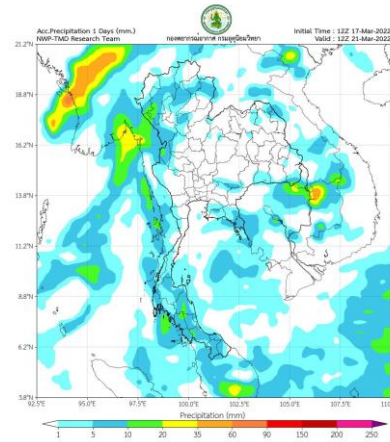 Acc.Precipitation 1 Days (mm.)
NWP-TMD Research Team
กองพยากรณ์อากาศ กรมอุตุนิยมวิทยา
Initial Time : 12Z 17-Mar-2022
Valid : 12Z 21-Mar-2022
21.2°N
18.8°N
16.2°N
13.8°N
11.2°N
8.8°N
6.2°N
3.8°N
92.5°E 95.0°E 97.5°E 100.0°E 102.5°E 105.0°E 107.5°E 110
Precipitation (mm)
1 5 10 20 35 60 90 150 200 250